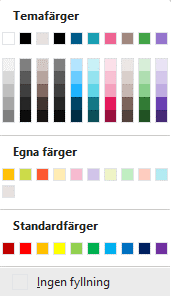 Temafärger
Egna färger
Standardfärger
Ingen fyllning